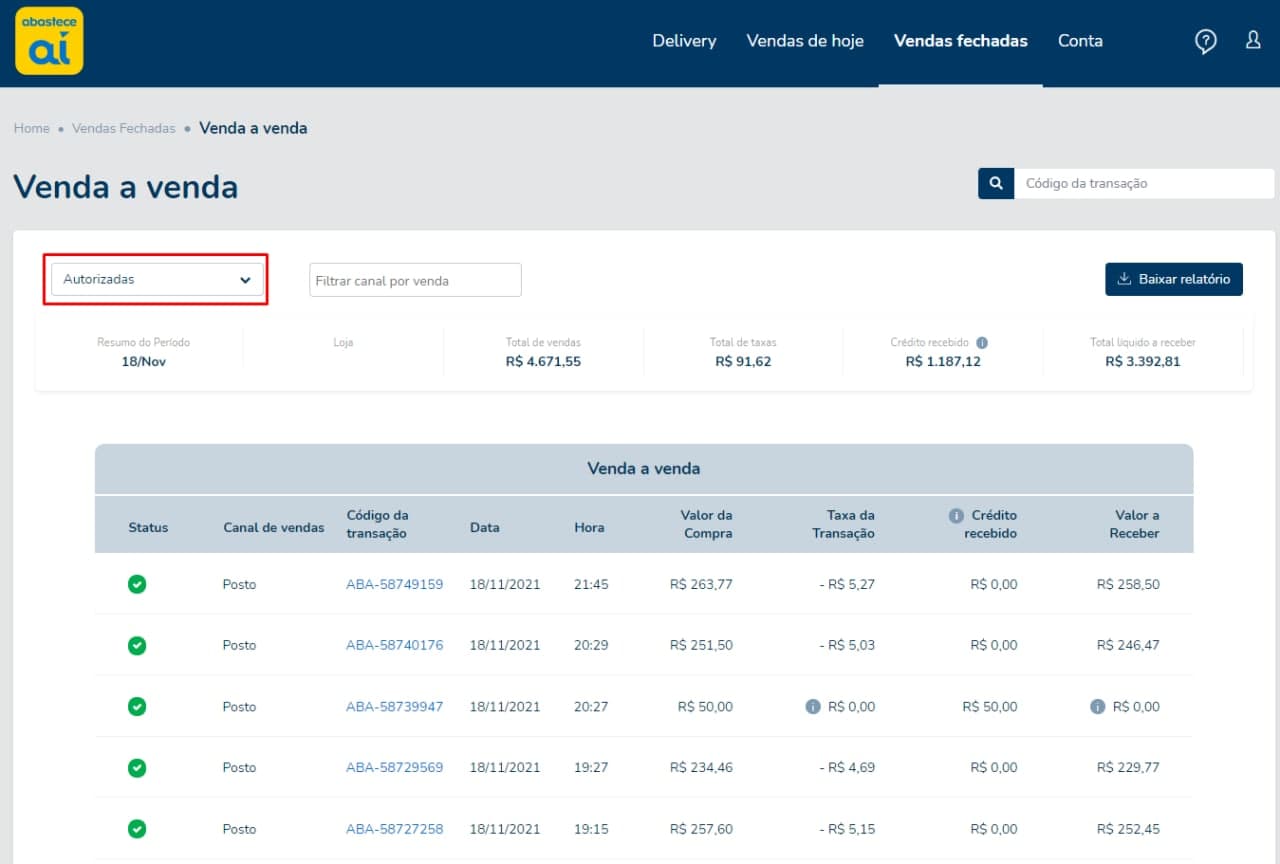 abastece
aí
Delivery Vendas de hoje Vendas fechadas Conta
Home • Vendas Fechadas • Venda a venda
Venda a venda
Código da transação
Autorizadas
Filtrar canal por venda
Baixar relatório
Resumo do Período Loja Total de vendas Total de taxas Crédito recebido Total líquido a receber
18/Nov R$ 4.671,55 R$ 91,62 R$ 1.187,12 R$ 3.392,81
Venda a venda
Status Canal de vendas Código da transação Data Hora Valor da Compra Taxa da Transação Crédito recebido Valor a Receber
Posto ABA-58749159 18/11/2021 21:45 R$ 263,77 - R$ 5,27 R$ 0,00 R$ 258,50
Posto ABA-58740176 18/11/2021 20:29 R$ 251,50 - R$ 5,03 R$ 0,00 R$ 246,47
Posto ABA-58739947 18/11/2021 20:27 R$ 50,00 R$ 0,00 R$ 50,00 R$ 0,00
Posto ABA-58729569 18/11/2021 19:27 R$ 234,46 - R$ 4,69 R$ 0,00 R$ 229,77
Posto ABA-58727258 18/11/2021 19:15 R$ 257,60 - R$ 5,15 R$ 0,00 R$ 252,45